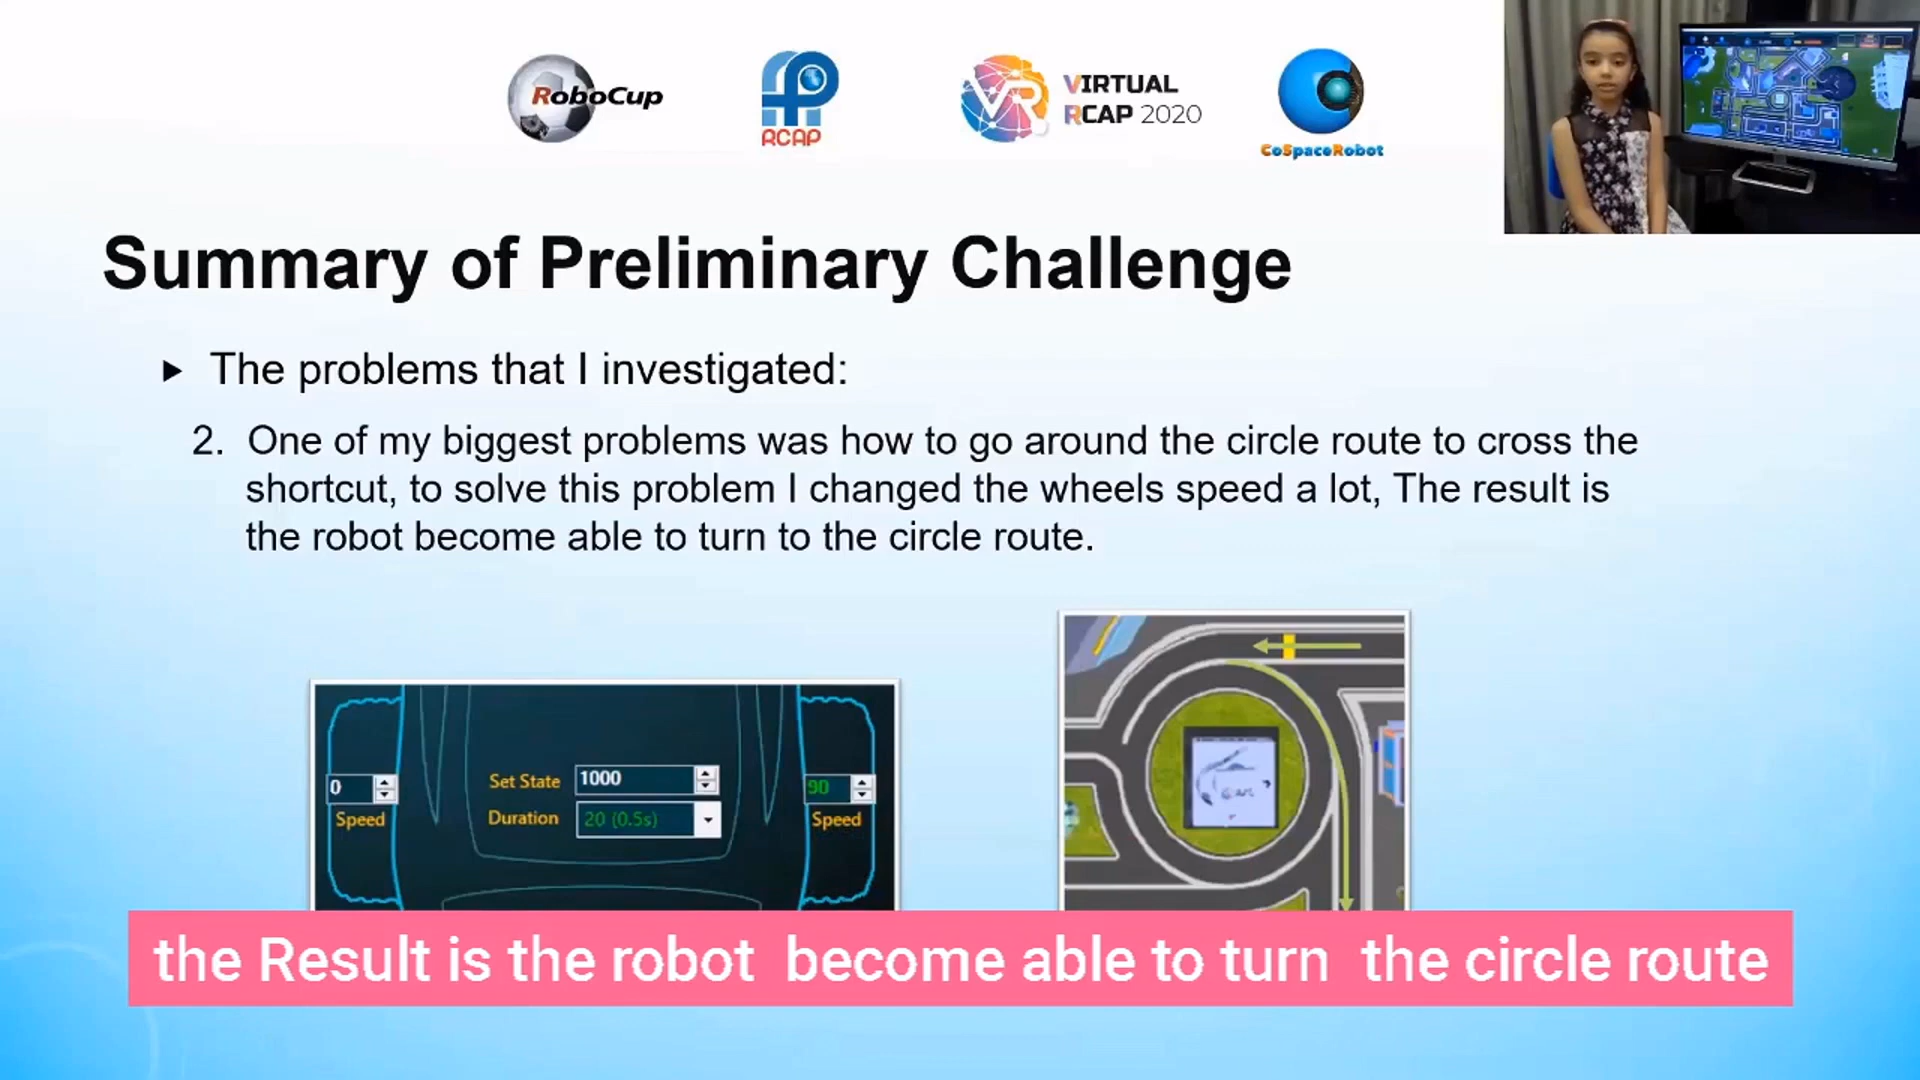 RoboCup
RCAP
VR
VIRTUAL
RCAP 2020
CoSpaceRobot
Summary of Preliminary Challenge
The problems that I investigated:
2. One of my biggest problems was how to go around the circle route to cross the
shortcut, to solve this problem I changed the wheels speed a lot, The result is
the robot become able to turn to the circle route.
0
Speed
Set State 1000
Duration 20 (0.5s)
90
Speed
the Result is the robot become able to turn the circle route